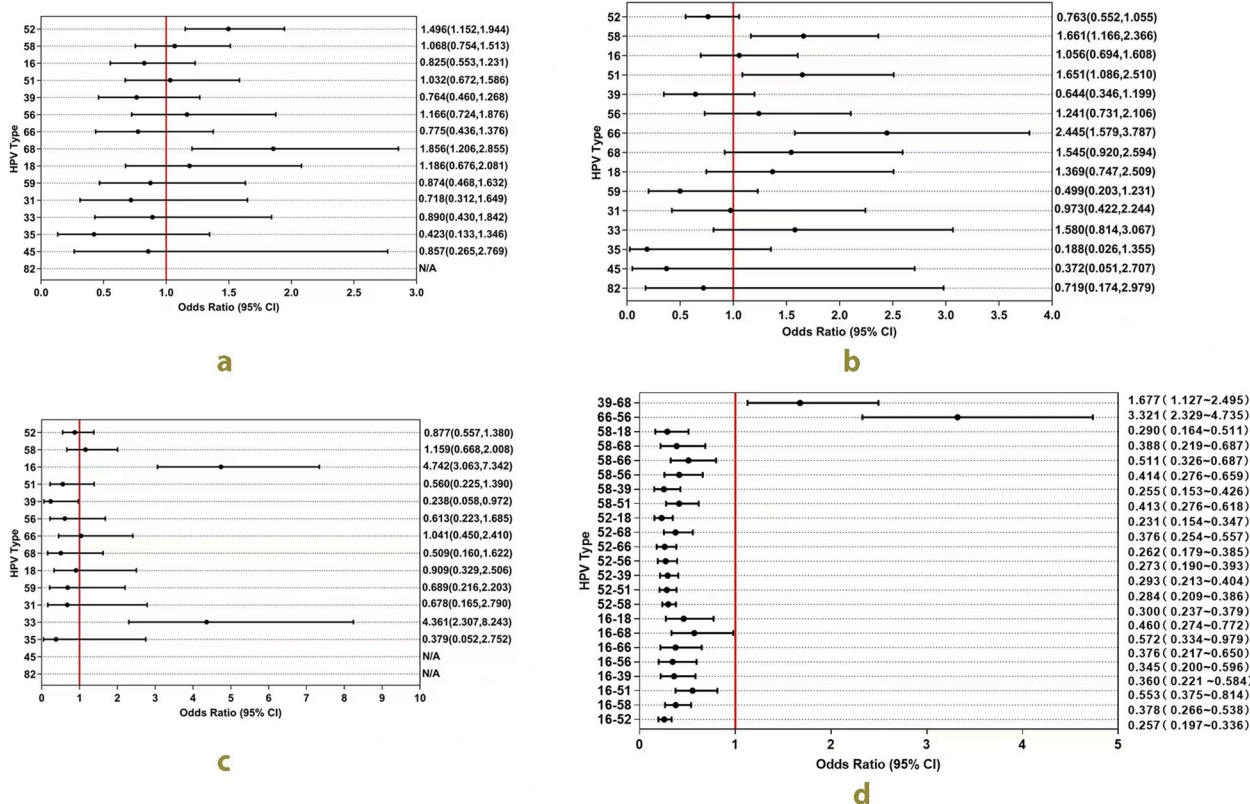 HPV Type
52 1.496(1.152,1.944)
58 1.068(0.754,1.513)
16 0.825(0.553,1.231)
51 1.032(0.672,1.586)
39 0.764(0.460,1.268)
56 1.166(0.724,1.876)
66 0.775(0.436,1.376)
68 1.856(1.206,2.855)
18 1.186(0.676,2.081)
59 0.874(0.468,1.632)
31 0.718(0.312,1.649)
33 0.890(0.430,1.842)
35 0.423(0.133,1.346)
45 0.857(0.265,2.769)
82 N/A
0.0 0.5 1.0 1.5 2.0 2.5 3.0
Odds Ratio (95% CI)
a
HPV Type
52 0.763(0.552,1.055)
58 1.661(1.166,2.366)
16 1.056(0.694,1.608)
51 1.651(1.086,2.510)
39 0.644(0.346,1.199)
56 1.241(0.731,2.106)
66 2.445(1.579,3.787)
68 1.545(0.920,2.594)
18 1.369(0.747,2.509)
59 0.499(0.203,1.231)
31 0.973(0.422,2.244)
33 1.580(0.814,3.067)
35 0.188(0.026,1.355)
45 0.372(0.051,2.707)
82 0.719(0.174,2.979)
0.0 0.5 1.0 1.5 2.0 2.5 3.0 3.5 4.0
Odds Ratio (95% CI)
b
HPV Type
52 0.877(0.557,1.380)
58 1.159(0.668,2.008)
16 4.742(3.063,7.342)
51 0.560(0.225,1.390)
39 0.238(0.058,0.972)
56 0.613(0.223,1.685)
66 1.041(0.450,2.410)
68 0.509(0.160,1.622)
18 0.909(0.329,2.506)
59 0.689(0.216,2.203)
31 0.678(0.165,2.790)
33 4.361(2.307,8.243)
35 0.379(0.052,2.752)
45 N/A
82 N/A
0 1 2 3 4 5 6 7 8 9 10
Odds Ratio (95% CI)
c
HPV Type
39-68 1.677( 1.127~2.495)
66-56 3.321( 2.329~4.735)
58-18 0.290( 0.164~0.511)
58-68 0.388( 0.219~0.687)
58-66 0.511( 0.326~0.687)
58-56 0.414( 0.276~0.659)
58-39 0.255( 0.153~0.426)
58-51 0.413( 0.276~0.618)
52-18 0.231( 0.154~0.347)
52-68 0.376( 0.254~0.557)
52-66 0.262( 0.179~0.385)
52-56 0.273( 0.190~0.393)
52-39 0.293( 0.213~0.404)
52-51 0.284( 0.209~0.386)
52-58 0.300( 0.237~0.379)
16-18 0.460( 0.274~0.772)
16-68 0.572( 0.334~0.979)
16-66 0.376( 0.217~0.650)
16-56 0.345( 0.200~0.596)
16-39 0.360( 0.221 ~0.584)
16-51 0.553( 0.375~0.814)
16-58 0.378( 0.266~0.538)
16-52 0.257( 0.197~0.336)
0 1 2 3 4 5
Odds Ratio (95% CI)
d